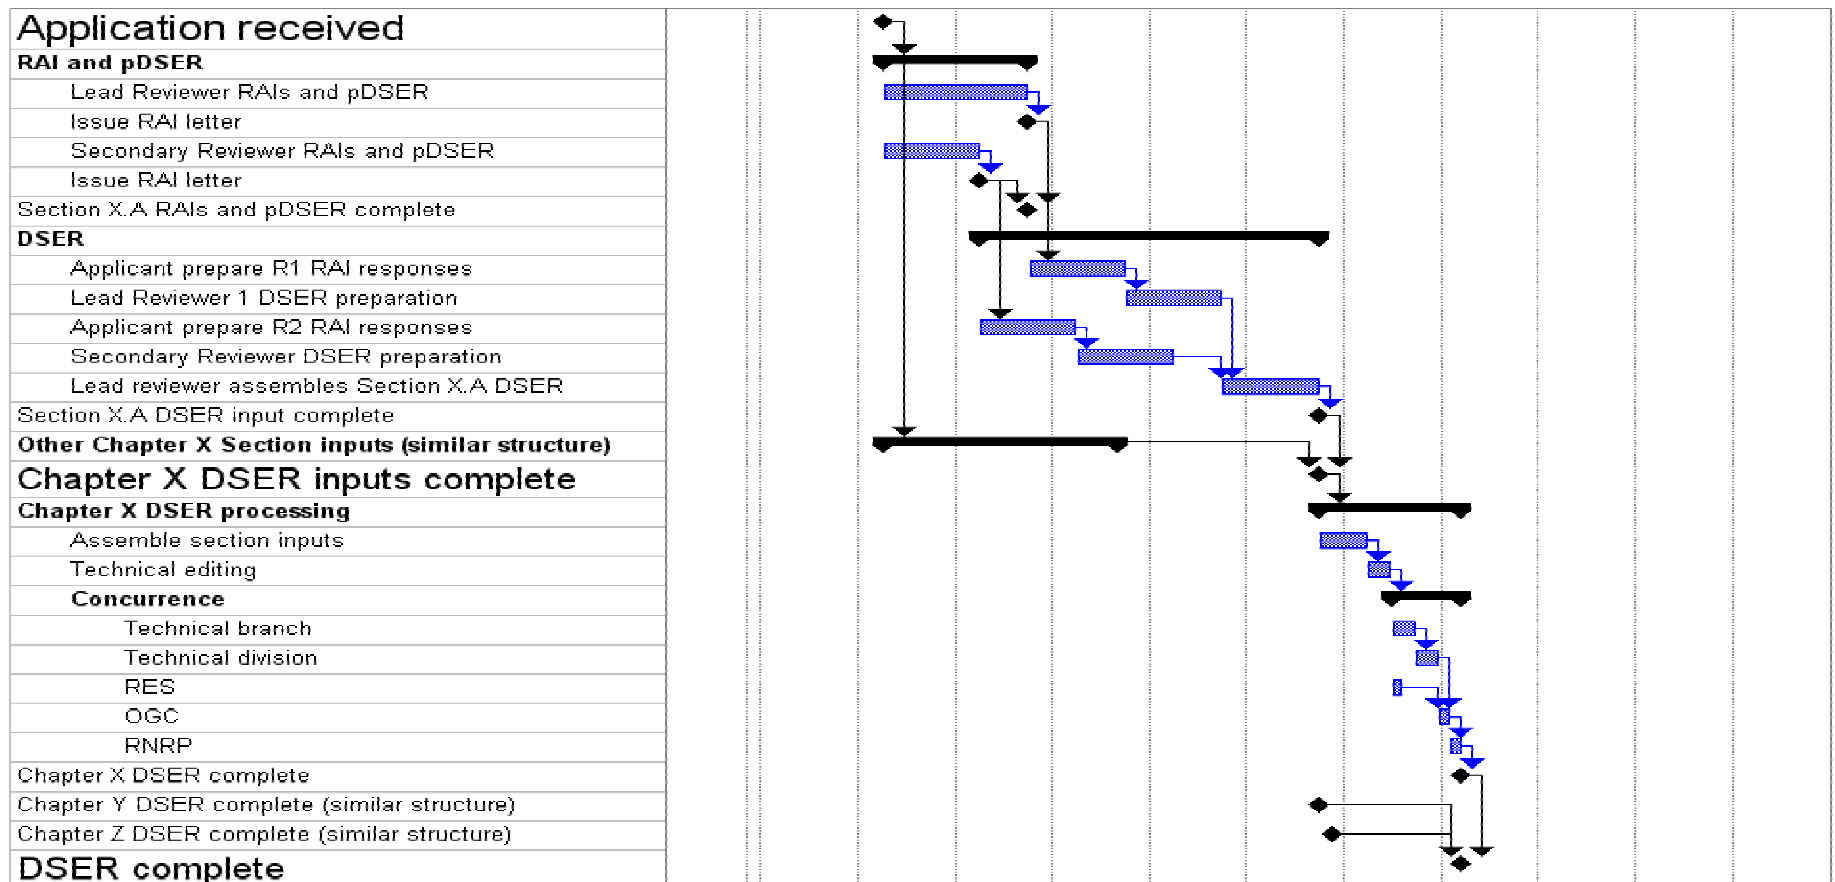 Application received
RAI and pDSER
Lead Reviewer RAIs and pDSER
Issue RAI letter
Secondary Reviewer RAIs and pDSER
Issue RAI letter
Section X.A RAIs and pDSER complete
DSER
Applicant prepare R1 RAI responses
Lead Reviewer 1 DSER preparation
Applicant prepare R2 RAI responses
Secondary Reviewer DSER preparation
Lead reviewer assembles Section X.A DSER
Section X.A DSER input complete
Other Chapter X Section inputs (similar structure)
Chapter X DSER inputs complete
Chapter X DSER processing
Assemble section inputs
Technical editing
Concurrence
Technical branch
Technical division
RES
OGC
RNRP
Chapter X DSER complete
Chapter Y DSER complete (similar structure)
Chapter Z DSER complete (similar structure)
DSER complete